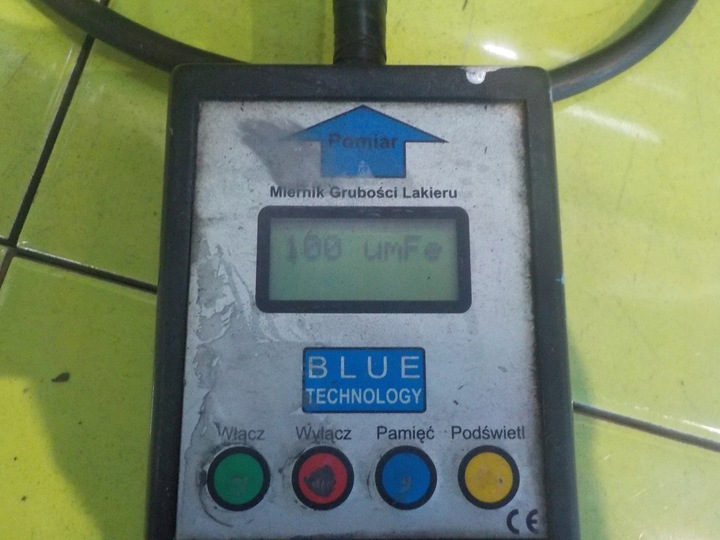 Pomiar
Miernik Grubości Lakieru
100 umFe
BLUE
TECHNOLOGY
Włącz Wyłącz Pamięć Podświetl
CE